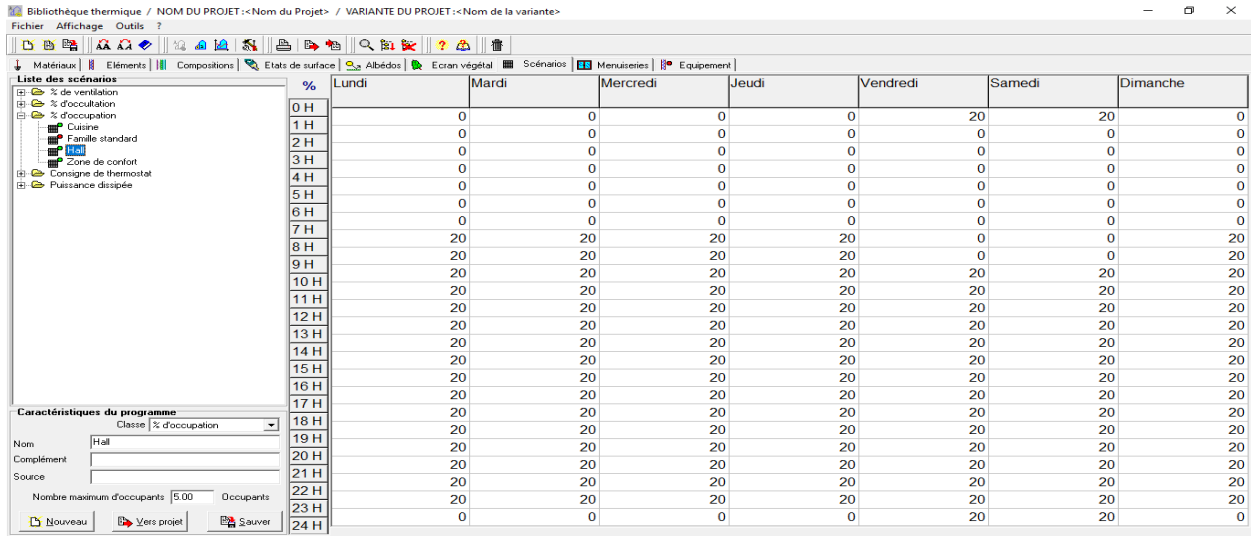 Bibliothèque thermique / NOM DU PROJET :<Nom du Projet> / VARIANTE DU PROJET :<Nom de la variante>
Fichier Affichage Outils ?
Matériaux Eléments Compositions Etats de surface Albédos Ecran végétal Scénarios Menuiseries Equipement
Liste des scénarios
% de ventilation
% d'occultation
% d'occupation
Cuisine
Famille standard
Hall
Zone de confort
Consigne de thermostat
Puissance dissipée
Caractéristiques du programme
Classe % d'occupation
Nom Hall
Complément
Source
Nombre maximum d'occupants 5.00 Occupants
Nouveau Vers projet Sauver
% Lundi Mardi Mercredi Jeudi Vendredi Samedi Dimanche
0 H
0 0 0 0 20 20 0
1 H
0 0 0 0 0 0 0
2 H
0 0 0 0 0 0 0
3 H
0 0 0 0 0 0 0
4 H
0 0 0 0 0 0 0
5 H
0 0 0 0 0 0 0
6 H
0 0 0 0 0 0 0
7 H
20 20 20 20 0 0 20
8 H
20 20 20 20 0 0 20
9 H
20 20 20 20 20 20 20
10 H
20 20 20 20 20 20 20
11 H
20 20 20 20 20 20 20
12 H
20 20 20 20 20 20 20
13 H
20 20 20 20 20 20 20
14 H
20 20 20 20 20 20 20
15 H
20 20 20 20 20 20 20
16 H
20 20 20 20 20 20 20
17 H
20 20 20 20 20 20 20
18 H
20 20 20 20 20 20 20
19 H
20 20 20 20 20 20 20
20 H
20 20 20 20 20 20 20
21 H
20 20 20 20 20 20 20
22 H
20 20 20 20 20 20 20
23 H
0 0 0 0 20 20 0
24 H